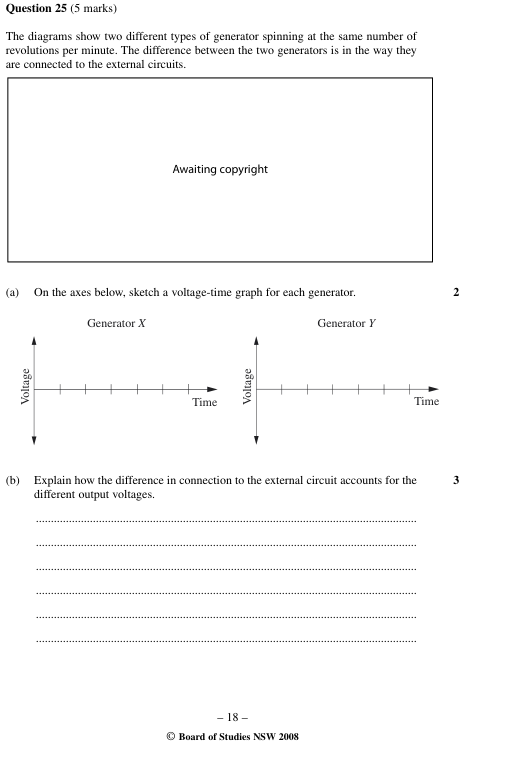 Question 25 (5 marks)
The diagrams show two different types of generator spinning at the same number of
revolutions per minute. The difference between the two generators is in the way they
are connected to the external circuits.
Awaiting copyright
(a) On the axes below, sketch a voltage-time graph for each generator. 2
Generator X
Generator Y
Voltage
Time
Voltage
Time
(b) Explain how the difference in connection to the external circuit accounts for the 3
different output voltages.
– 18 –
© Board of Studies NSW 2008